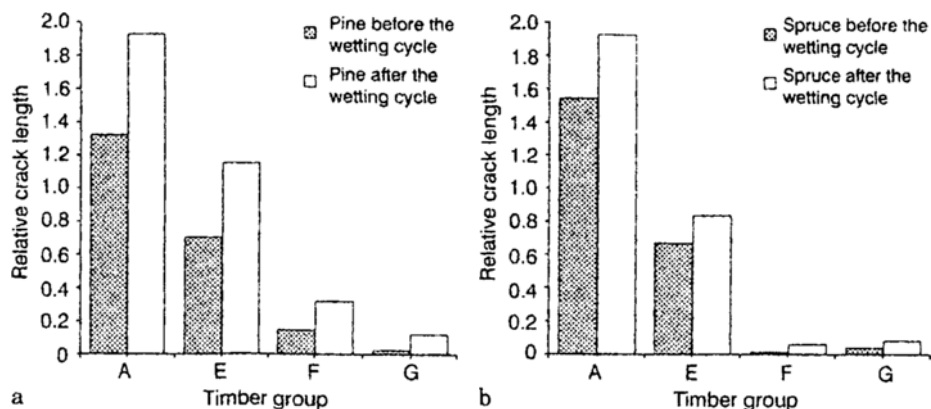 2.0
1.8
1.6
1.4
1.2
1.0
0.8
0.6
0.4
0.2
0
Relative crack length
Pine before the
wetting cycle
Pine after the
wetting cycle
A E F G
Timber group
a
2.0
1.8
1.6
1.4
1.2
1.0
0.8
0.6
0.4
0.2
0
Relative crack length
Spruce before the
wetting cycle
Spruce after the
wetting cycle
A E F G
Timber group
b